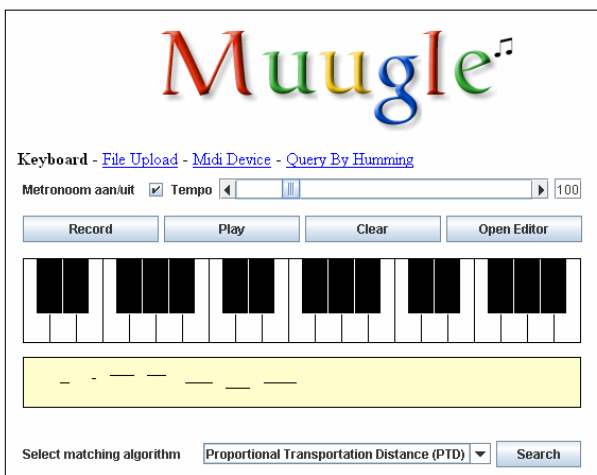 Muugle
Keyboard - File Upload - Midi Device - Query By Humming
Metronoom aan/uit Tempo 100
Record Play Clear Open Editor
Select matching algorithm Proportional Transportation Distance (PTD) Search